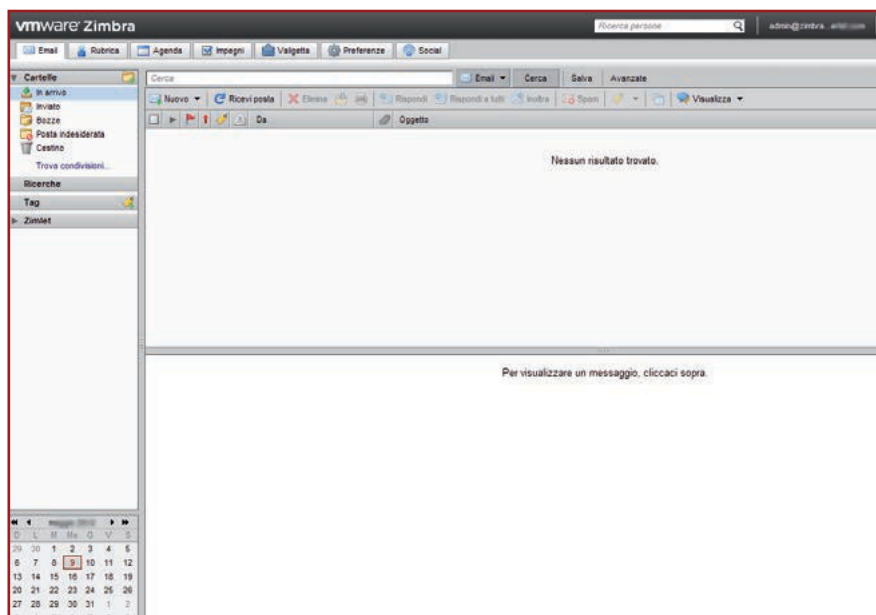 vmware Zimbra
Ricerca persone
admin@zimbra.
Email Rubrica Agenda Impegni Valigetta Preferenze Social
Cartelle
Cerca
Email Cerca Salva Avanzate
In arrivo
Inviato
Bozze
Posta indesiderata
Cestino
Trova condivisioni...
Ricerche
Tag
Zimlet
Nuovo Ricevi posta Elimina Rispondi Rispondi a tutti Inoltra Spam Visualizza
Da Oggetto
Nessun risultato trovato.
Per visualizzare un messaggio, cliccaci sopra.
maggio 2012
D L M Me G V S
29 30 1 2 3 4 5
6 7 8 9 10 11 12
13 14 15 16 17 18 19
20 21 22 23 24 25 26
27 28 29 30 31 1 2